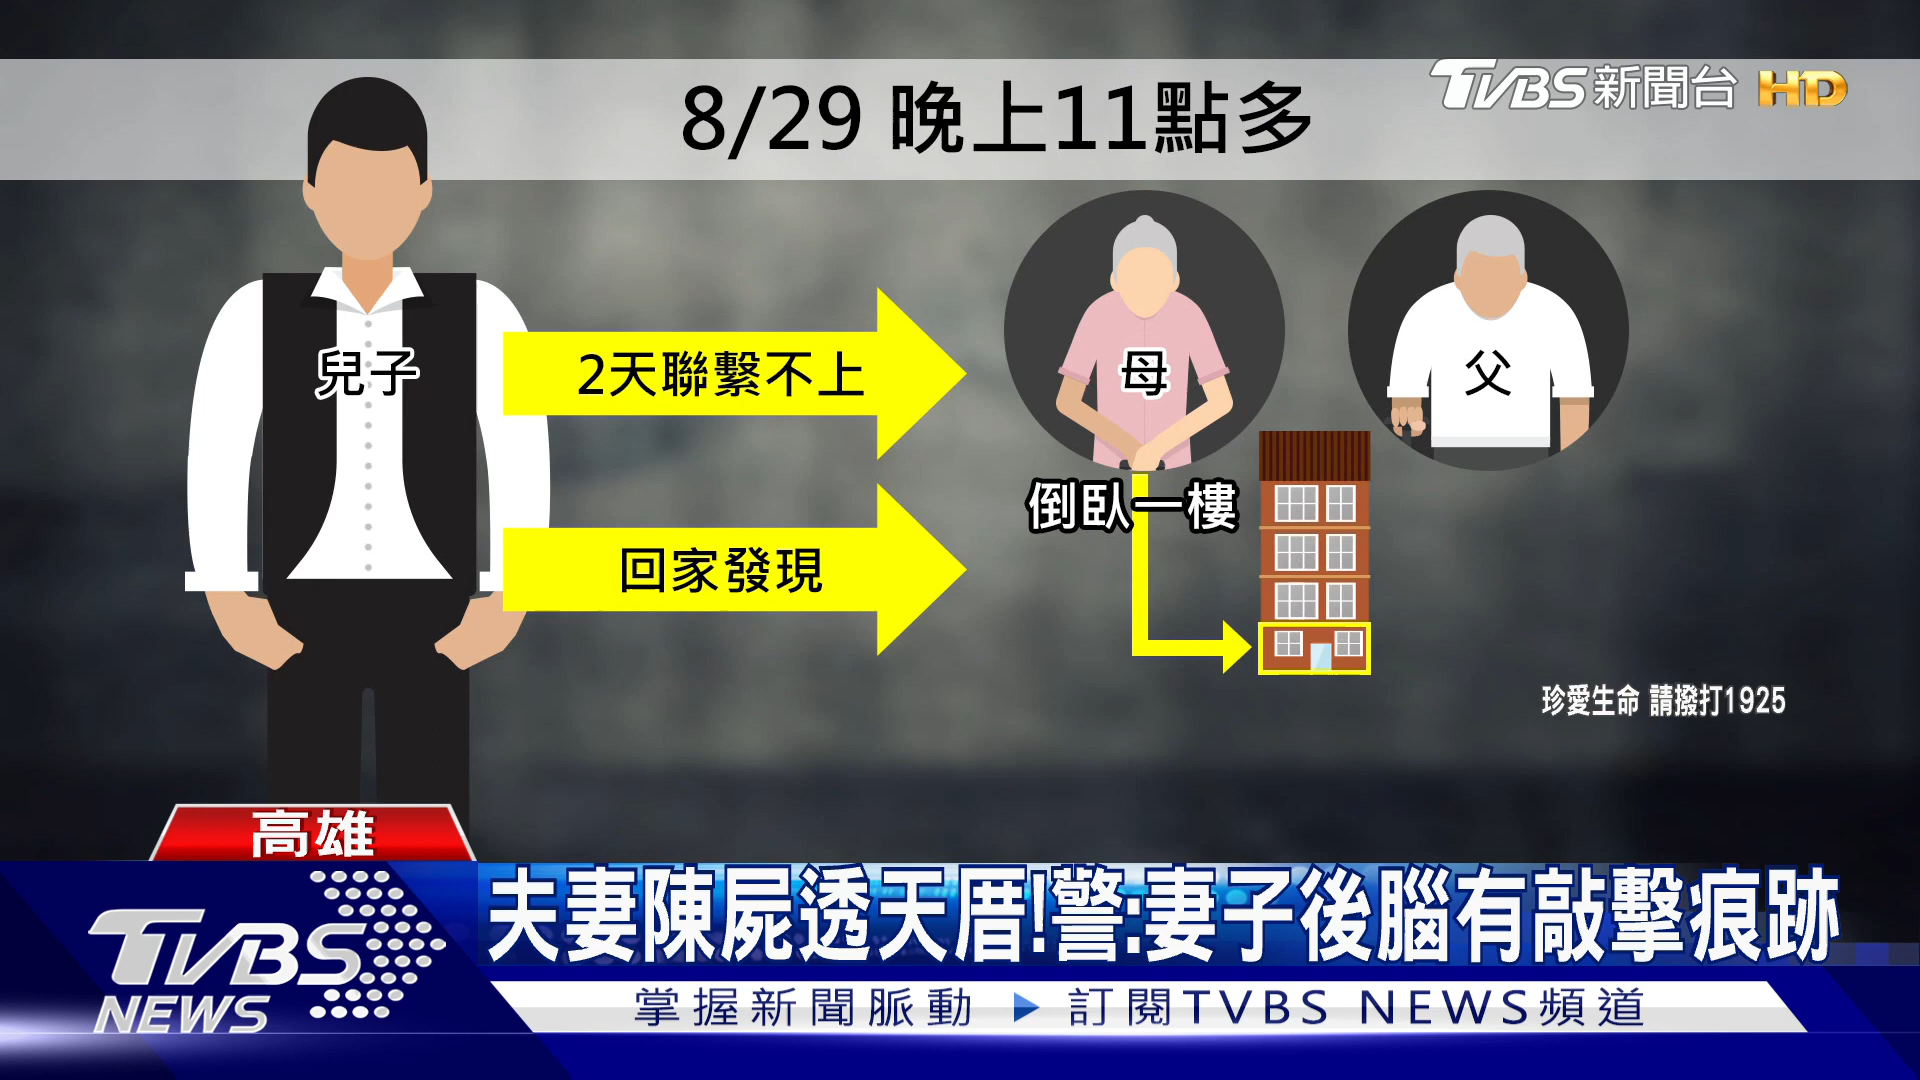 8/29 晚上11點多
TVBS新聞台 HD
兒子
2天聯繫不上
母
父
倒臥一樓
回家發現
珍愛生命 請撥打1925
高雄
夫妻陳屍透天厝!警:妻子後腦有敲擊痕跡
TVBS
NEWS
掌握新聞脈動 ▶ 訂閱TVBS NEWS頻道